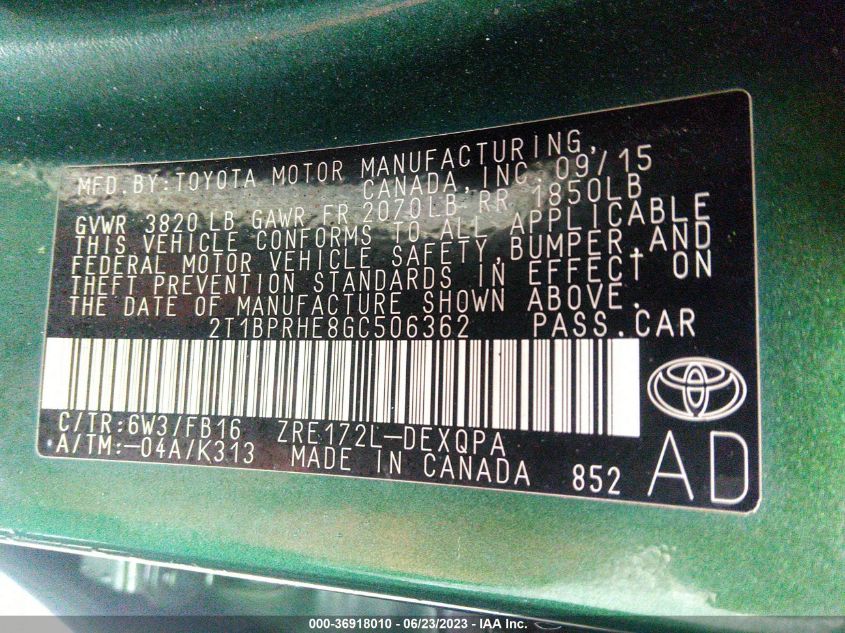 MFD.BY:TOYOTA MOTOR MANUFACTURING,
CANADA,INC. 09/15
GVWR 3820 LB GAWR FR 2070LB RR 1850LB
THIS VEHICLE CONFORMS TO ALL APPLICABLE
FEDERAL MOTOR VEHICLE SAFETY,BUMPER,AND
THEFT PREVENTION STANDARDS IN EFFECT ON
THE DATE OF MANUFACTURE SHOWN ABOVE.
2T1BPRHE8GC506362 PASS.CAR
C/TR:6W3/FB16 ZRE172L-DEXQPA
A/TM:-04A/K313 MADE IN CANADA 852
AD
000-36918010 - 06/23/2023 - IAA Inc.